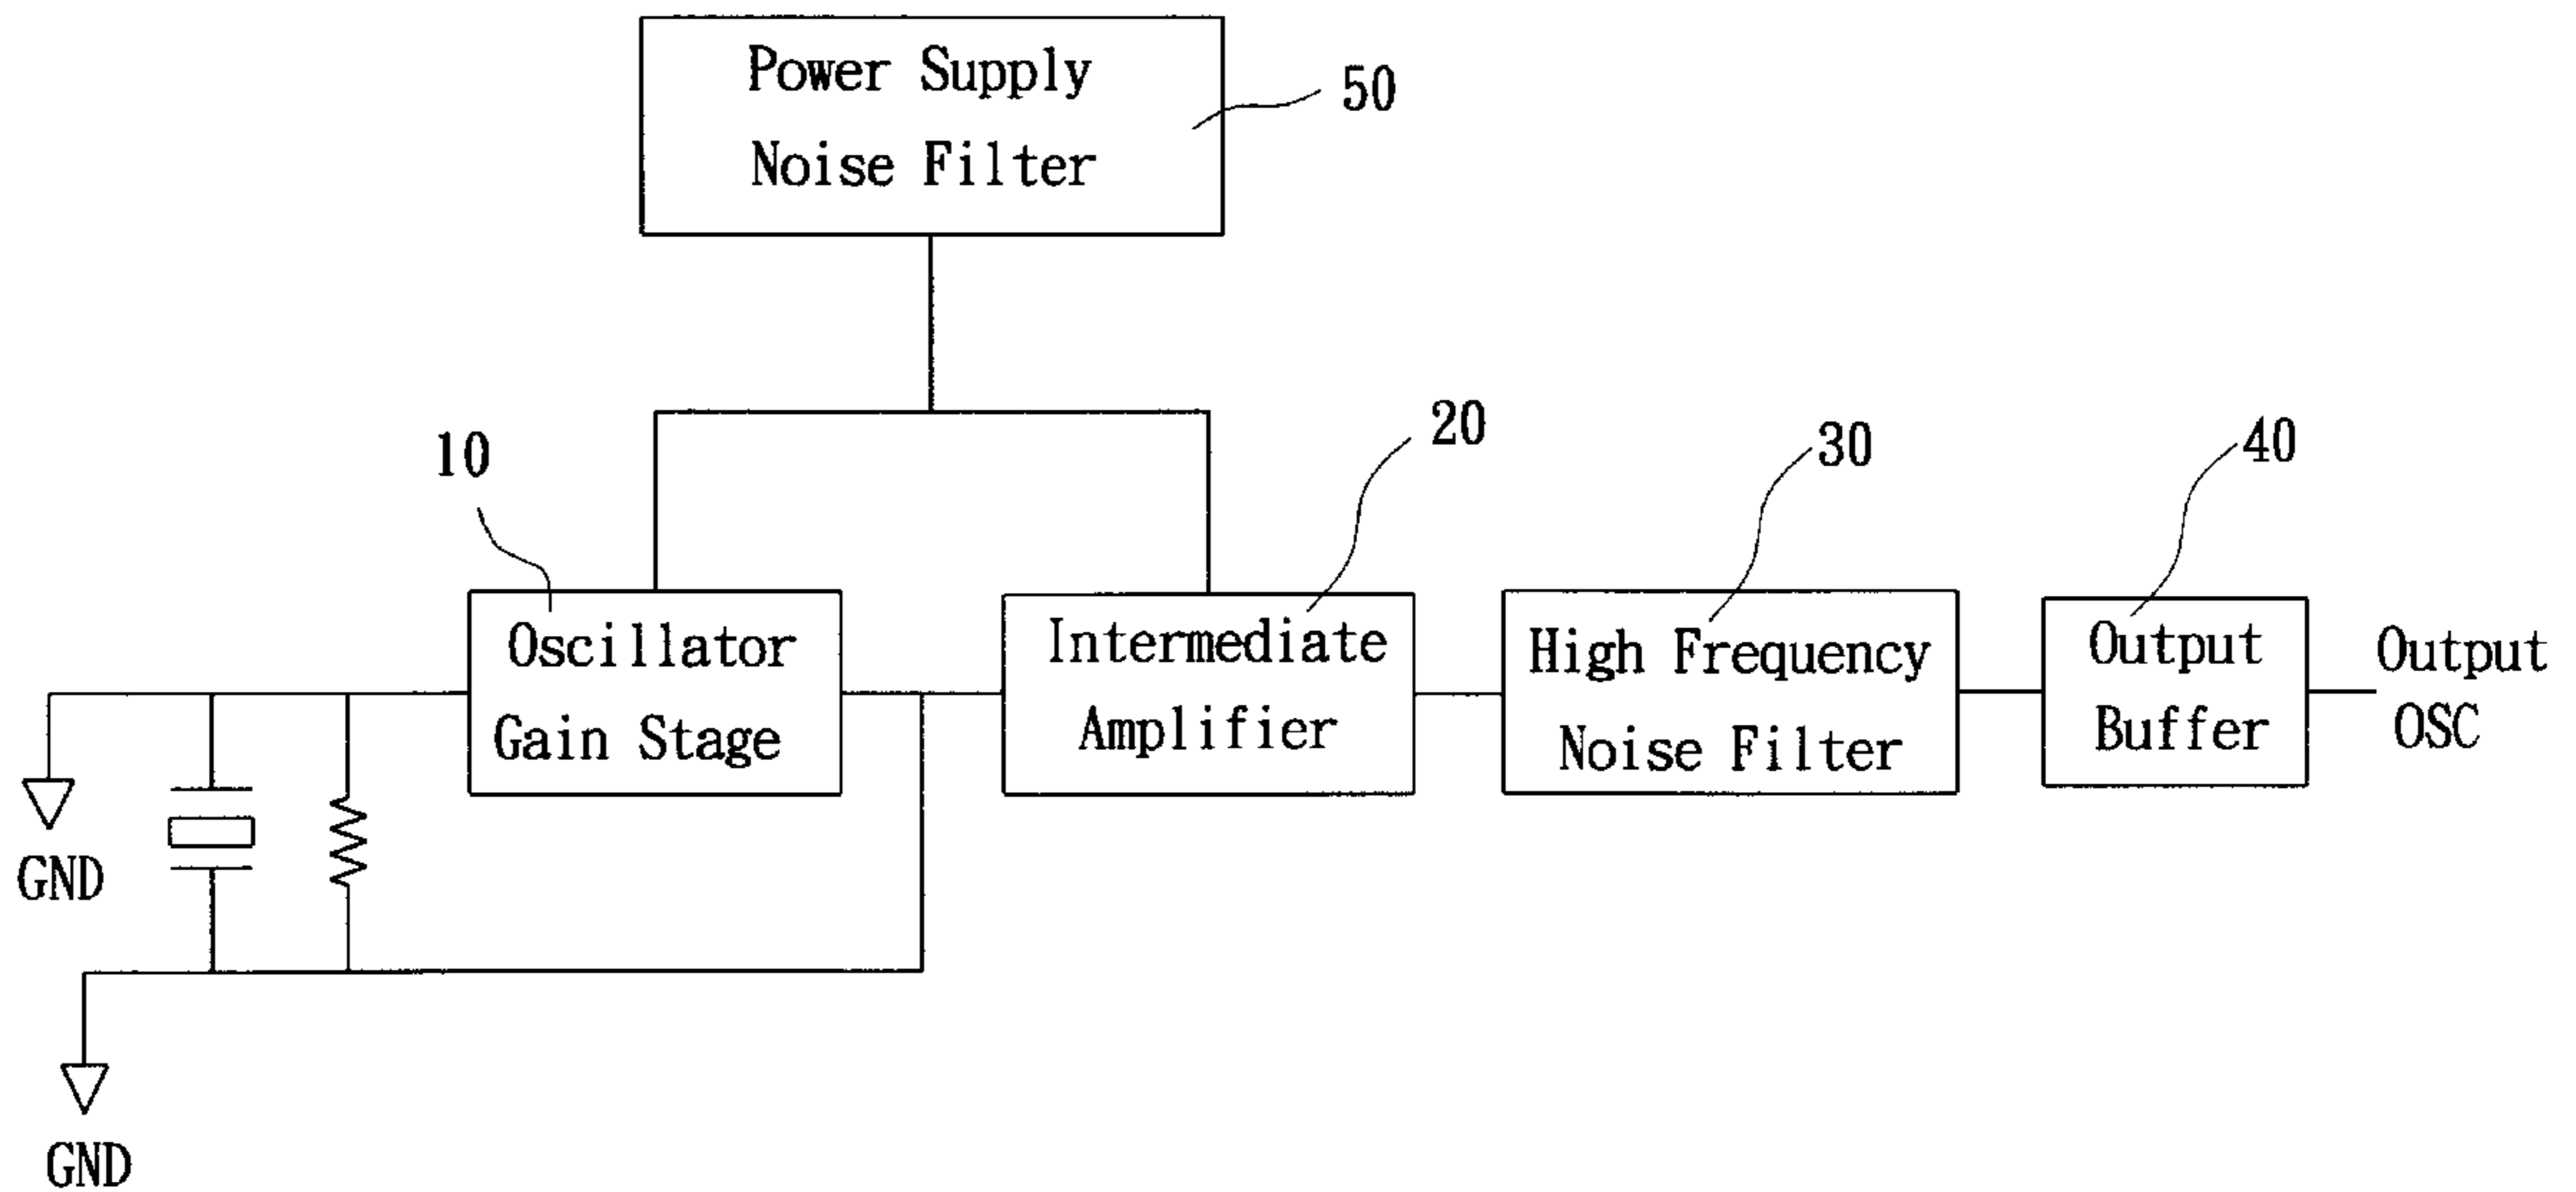 Power Supply
Noise Filter
50
10
20
30
40
Oscillator
Gain Stage
Intermediate
Amplifier
High Frequency
Noise Filter
Output
Buffer
Output
OSC
GND
GND